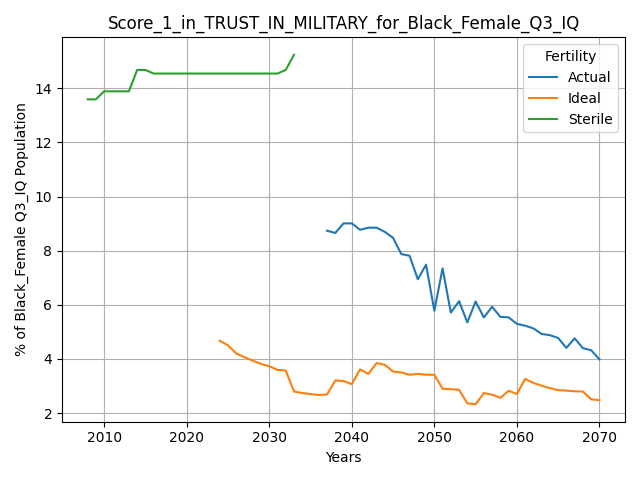 Score_1_in_TRUST_IN_MILITARY_for_Black_Female_Q3_IQ
% of Black_Female Q3_IQ Population
14
12
10
8
6
4
2
Fertility
Actual
Ideal
Sterile
2010 2020 2030 2040 2050 2060 2070
Years